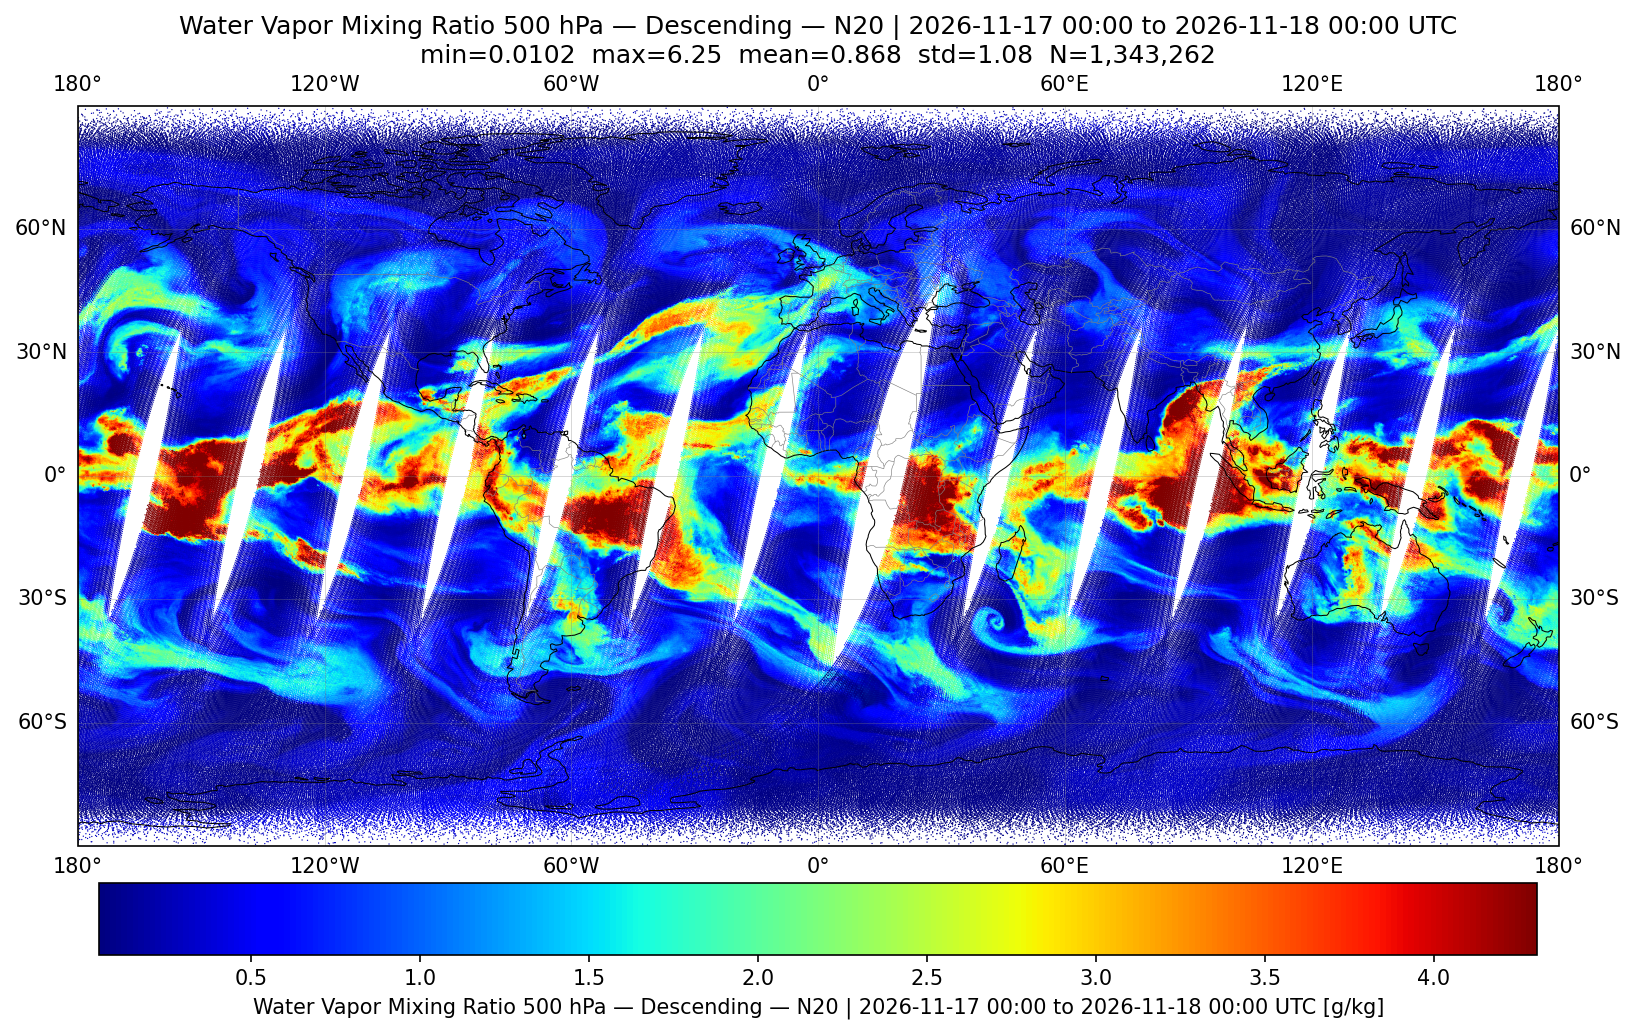 Water Vapor Mixing Ratio 500 hPa — Descending — N20 | 2026-11-17 00:00 to 2026-11-18 00:00 UTC
min=0.0102  max=6.25  mean=0.868  std=1.08  N=1,343,262
180° 120°W 60°W 0° 60°E 120°E 180°
60°N 60°N
30°N 30°N
0° 0°
30°S 30°S
60°S 60°S
180° 120°W 60°W 0° 60°E 120°E 180°
0.5 1.0 1.5 2.0 2.5 3.0 3.5 4.0
Water Vapor Mixing Ratio 500 hPa — Descending — N20 | 2026-11-17 00:00 to 2026-11-18 00:00 UTC [g/kg]